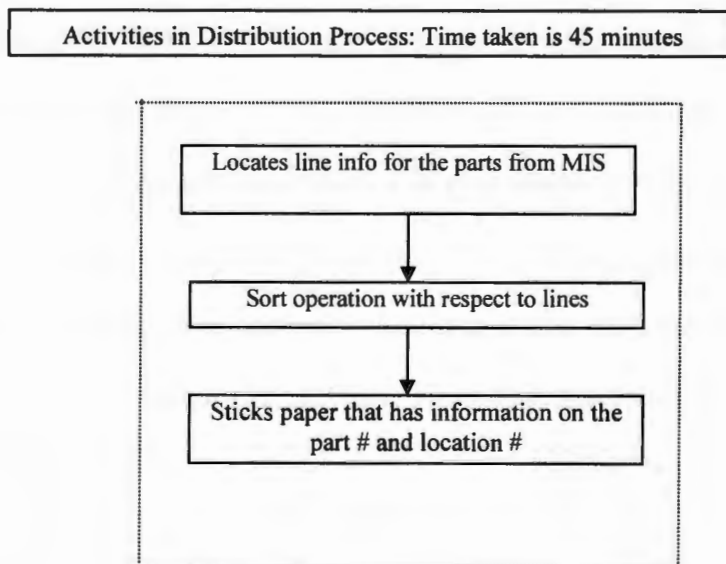 Activities in Distribution Process: Time taken is 45 minutes
Locates line info for the parts from MIS
Sort operation with respect to lines
Sticks paper that has information on the
part # and location #